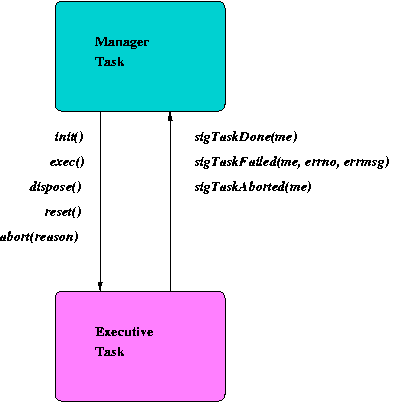 Manager
Task
init()
exec()
dispose()
reset()
abort(reason)
sigTaskDone(me)
sigTaskFailed(me, errno, errmsg)
sigTaskAborted(me)
Executive
Task